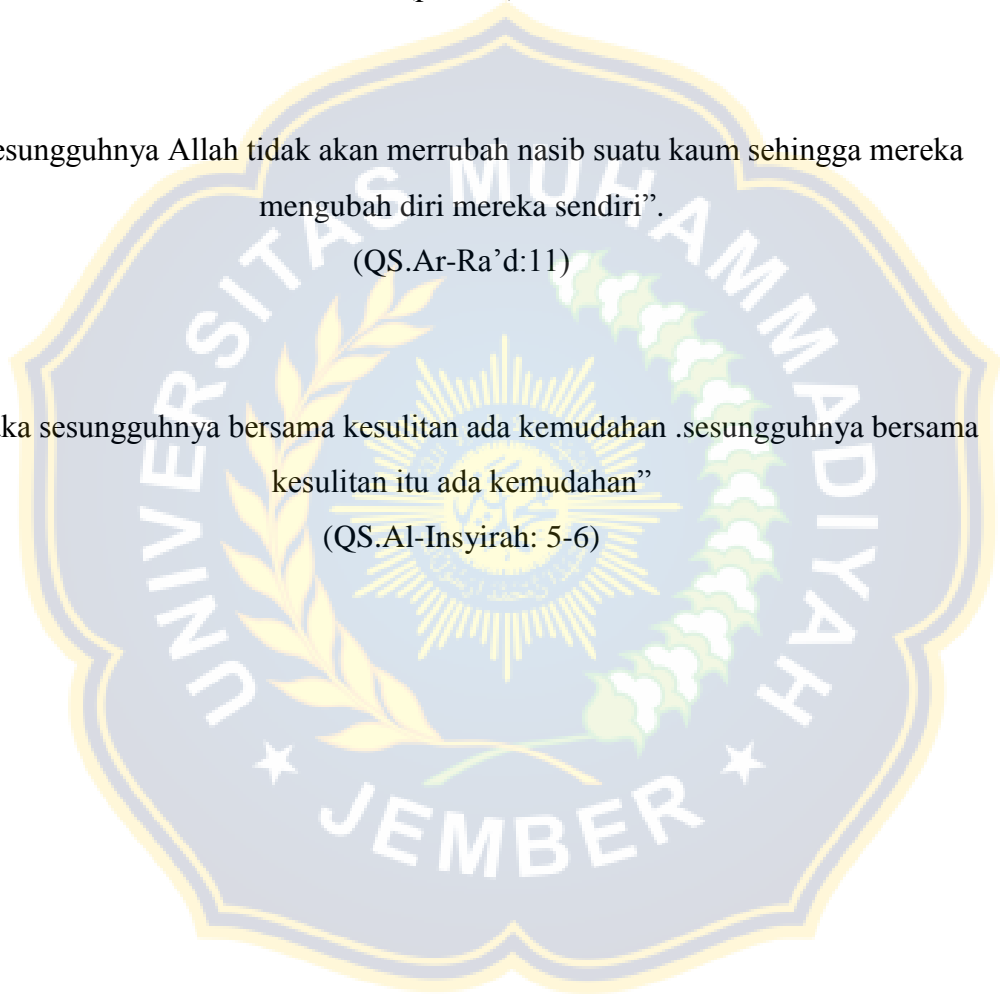 esungguhnya Allah tidak akan merrubah nasib suatu kaum sehingga mereka
mengubah diri mereka sendiri”.
(QS.Ar-Ra’d:11)
ka sesungguhnya bersama kesulitan ada kemudahan .sesungguhnya bersama
kesulitan itu ada kemudahan”
(QS.Al-Insyirah: 5-6)
UNIVERSITAS MUHAMMADIYAH
JEMBER